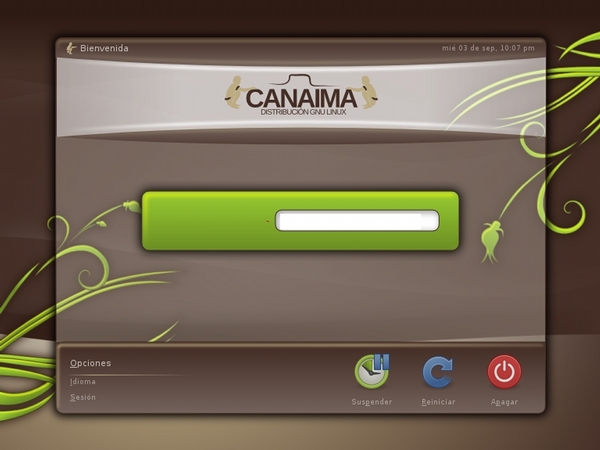 Bienvenida
mié 03 de sep, 10:07 pm
CANAIMA
DISTRIBUCIÓN GNU LINUX
Opciones
Idioma
Sesión
Suspender
Reiniciar
Apagar